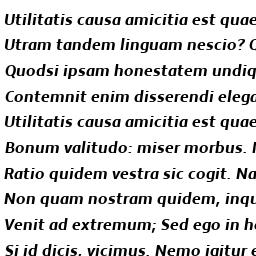 Utilitatis causa amicitia est quae
Utram tandem linguam nescio?
Quodsi ipsam honestatem undiq
Contemnit enim disserendi elega
Utilitatis causa amicitia est quae
Bonum valitudo: miser morbus.
Ratio quidem vestra sic cogit. Na
Non quam nostram quidem, inqu
Venit ad extremum; Sed ego in h
Si id dicis, vicimus. Nemo igitur